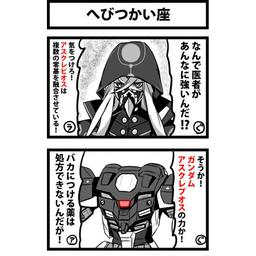 へびつかい座
なんで医者が
あんなに強いんだ!?
気をつけろ!
アスクレピオスは
複数の零基を融合させている!
そうか!
ガンダム
アスクレプオスの力か!
バカにつける薬は
処方できないんだが!